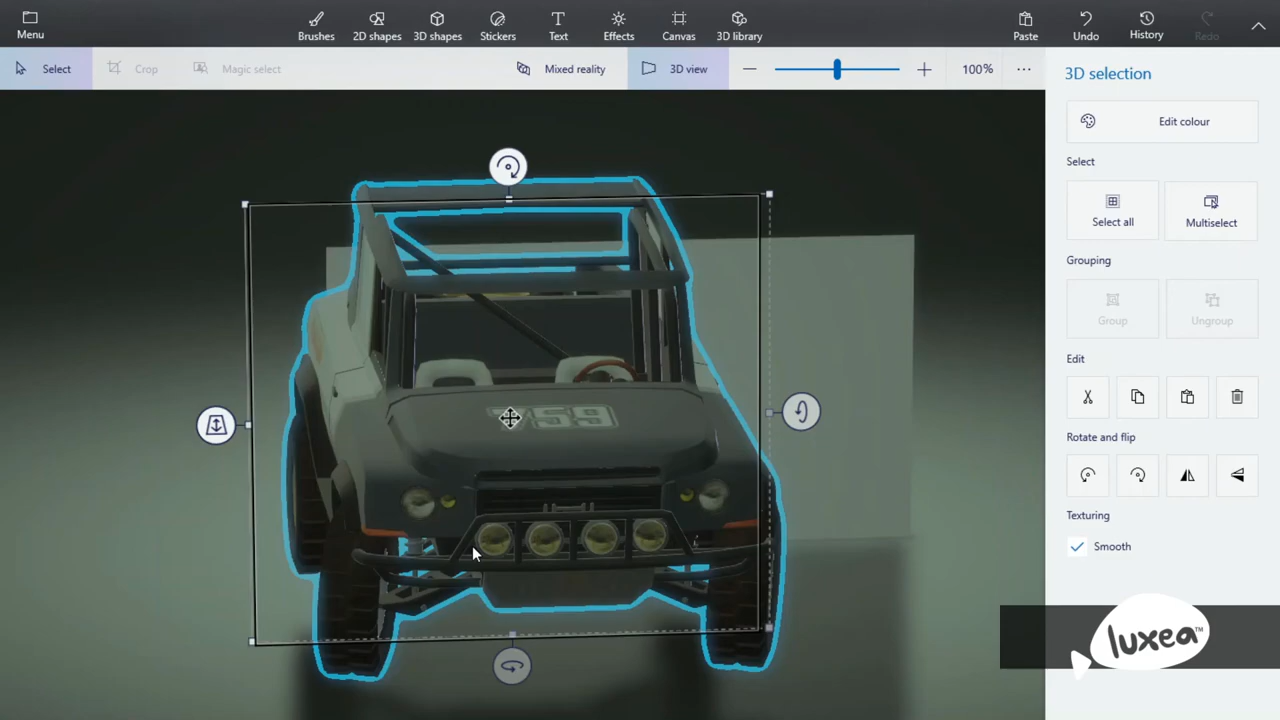 Menu
Brushes
2D shapes
3D shapes
Stickers
Text
Effects
Canvas
3D library
Paste
Undo
History
Redo
Select
Crop
Magic select
Mixed reality
3D view
100%
3D selection
Edit colour
Select
Select all
Multiselect
Grouping
Group
Ungroup
Edit
Rotate and flip
Texturing
Smooth
759
luxea™